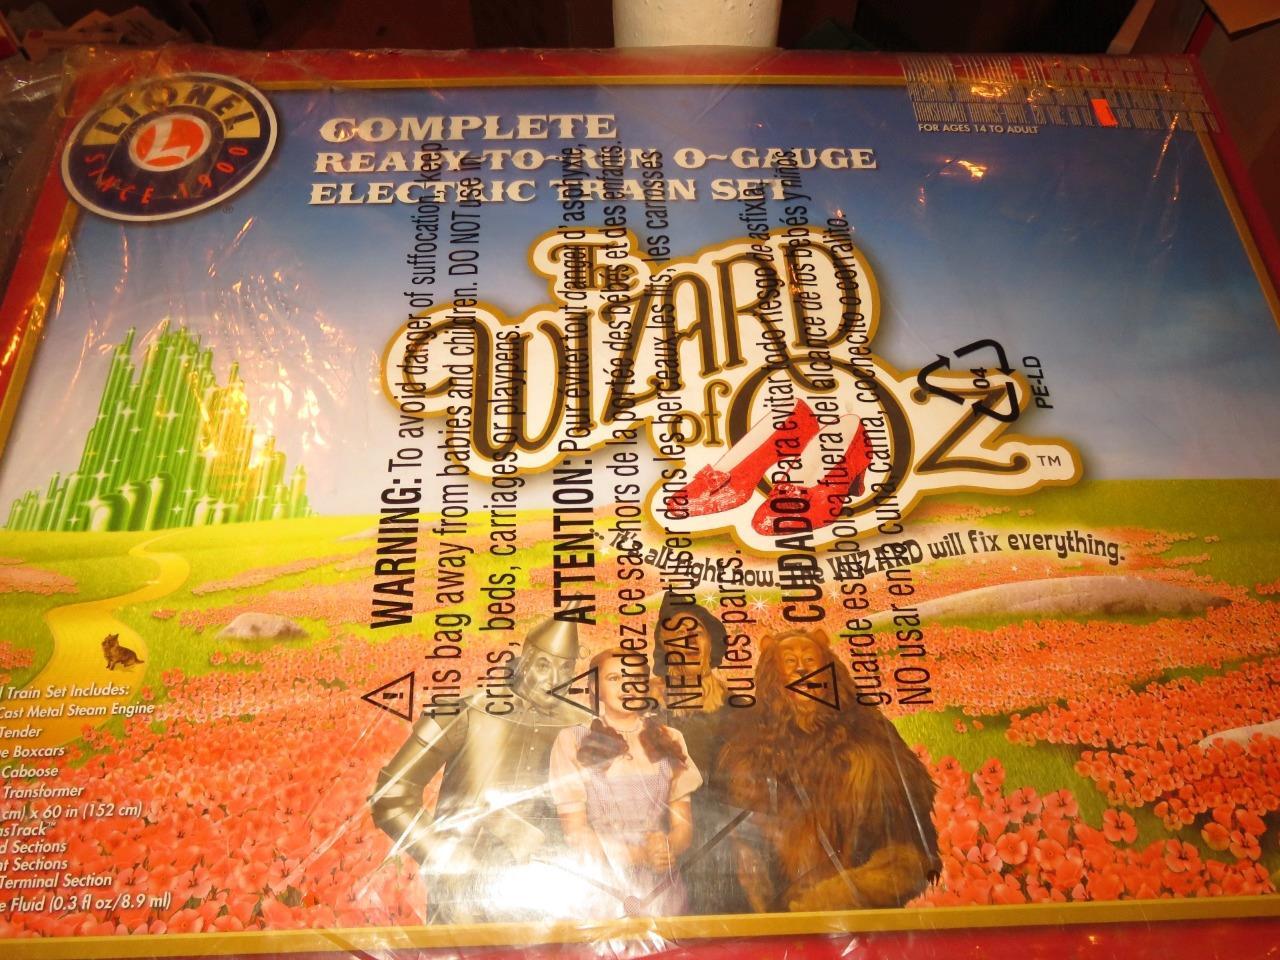 LIONEL
SINCE 1900
L
®
COMPLETE
READY-TO-RUN O~GAUGE
ELECTRIC TRAIN SET
FOR AGES 14 TO ADULT
The
WIZARD
of
OZ
TM
... it's all right now. The WIZARD will fix everything.
WARNING: To avoid danger of suffocation, keep
this bag away from babies and children. DO NOT use in
cribs, beds, carriages or playpens.
ATTENTION: Pour eviter tout danger d'asphyxie,
gardez ce sac hors de la portée des bébés et des enfants.
NE PAS utiliser dans les berceaux, les lits, les carrosses
ou les parcs.
CUIDADO: Para evitar todo riesgo de asfixia,
guarde esta bolsa fuera del alcance de los bebés y niños.
NO usar en cuna, cama, cochecito o corralito.
04
PE-LD
Train Set Includes:
Cast Metal Steam Engine
Tender
Boxcars
Caboose
Transformer
cm) x 60 in (152 cm)
Sections
Sections
Terminal Section
Fluid (0.3 fl oz/8.9 ml)